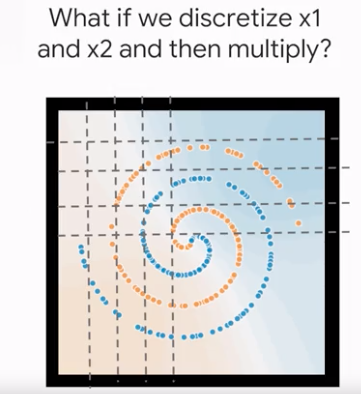 What if we discretize x1
and x2 and then multiply?